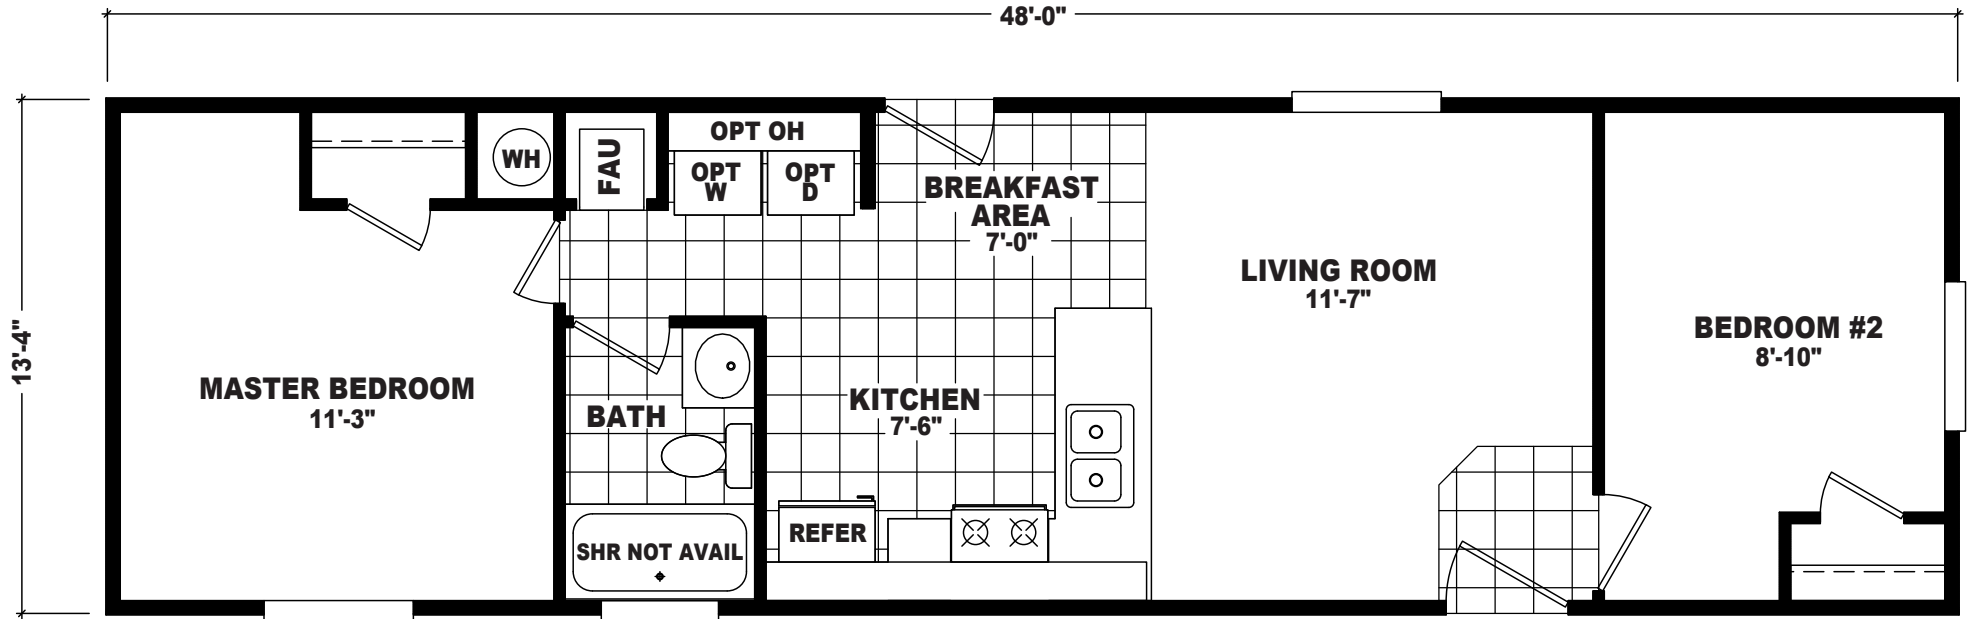 48'-0"
13'-4"
WH
FAU
OPT OH
OPT
W
OPT
D
BREAKFAST
AREA
7'-0"
LIVING ROOM
11'-7"
BEDROOM #2
8'-10"
MASTER BEDROOM
11'-3"
BATH
KITCHEN
7'-6"
REFER
SHR NOT AVAIL